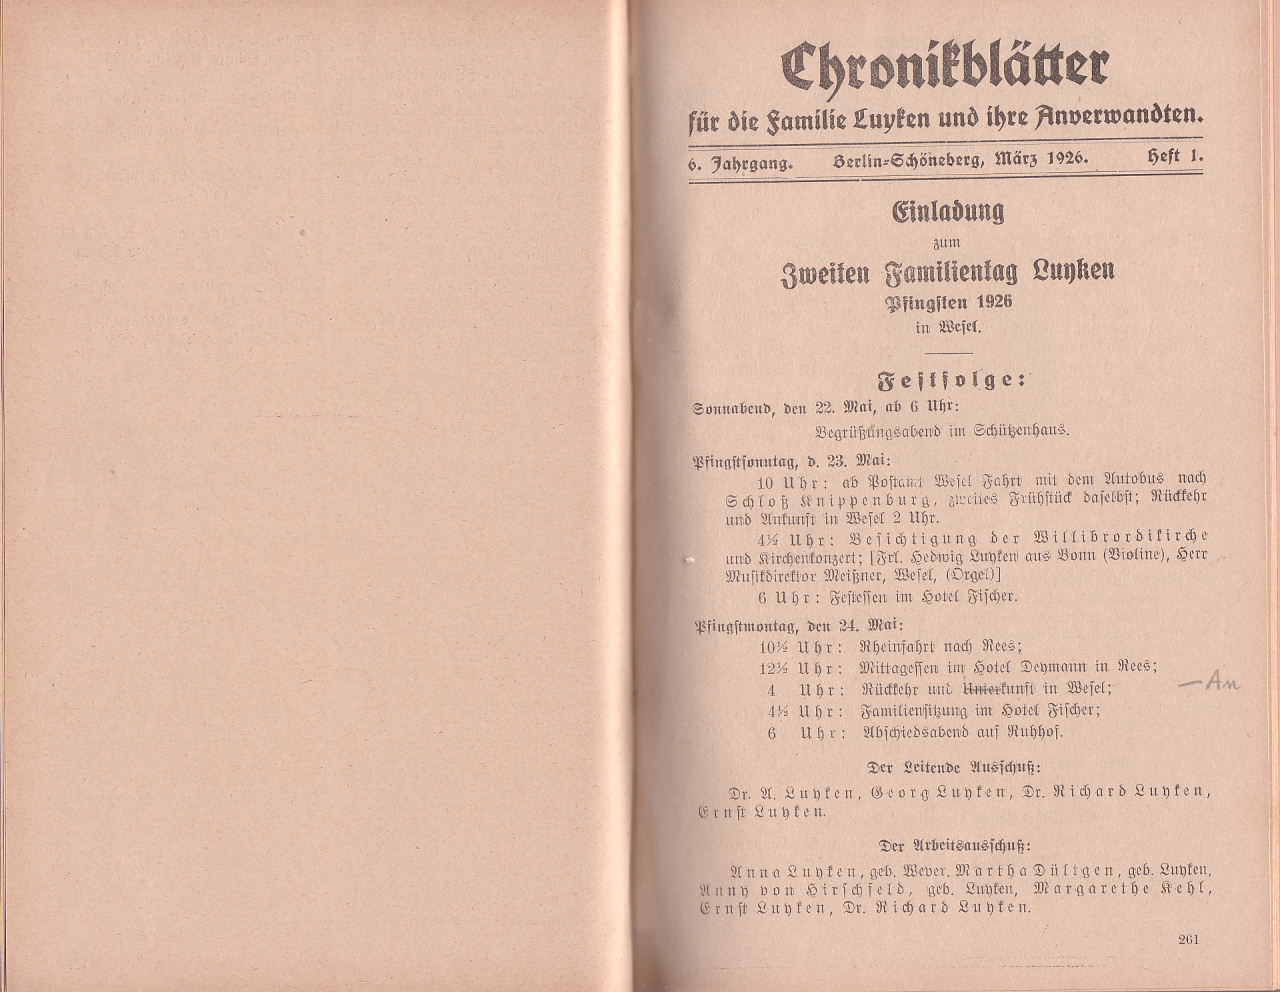 Chronikblätter
für die Familie Luyken und ihre Anverwandten.
6. Jahrgang. Berlin-Schöneberg, März 1926. Heft 1.
Einladung
zum
Zweiten Familientag Luyken
Pfingsten 1926
in Wesel.
Festfolge:
Sonnabend, den 22. Mai, ab 6 Uhr:
Begrüßungsabend im Schützenhaus.
Pfingstsonntag, d. 23. Mai:
10 Uhr: ab Postamt Wesel Fahrt mit dem Autobus nach
Schloß Knippenburg, zweites Frühstück daselbst; Rückkehr
und Ankunft in Wesel 2 Uhr.
4½ Uhr: Besichtigung der Willibrordikirche
und Kirchenkonzert; [Frl. Hedwig Luyken aus Bonn (Violine), Herr
Musikdirektor Meißner, Wesel, (Orgel)]
6 Uhr: Festessen im Hotel Fischer.
Pfingstmontag, den 24. Mai:
10½ Uhr: Rheinfahrt nach Rees;
12½ Uhr: Mittagessen im Hotel Deymann in Rees;
4 Uhr: Rückkehr und Unterkunft in Wesel; — An
4½ Uhr: Familiensitzung im Hotel Fischer;
6 Uhr: Abschiedsabend auf Ruhhof.
Der Leitende Ausschuß:
Dr. A. Luyken, Georg Luyken, Dr. Richard Luyken,
Ernst Luyken.
Der Arbeitsausschuß:
Anna Luyken, geb. Wever. Martha Dültgen, geb. Luyken,
Anny von Hirschfeld, geb. Luyken, Margarethe Kehl,
Ernst Luyken, Dr. Richard Luyken.
261